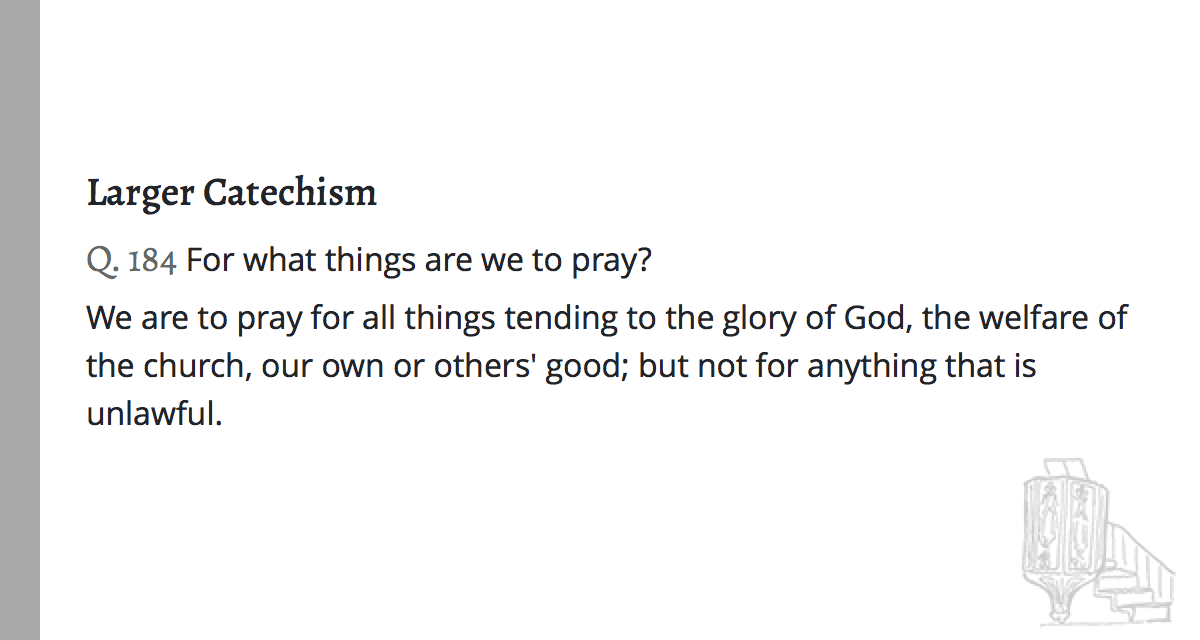 Larger Catechism
Q. 184 For what things are we to pray?
We are to pray for all things tending to the glory of God, the welfare of
the church, our own or others' good; but not for anything that is
unlawful.